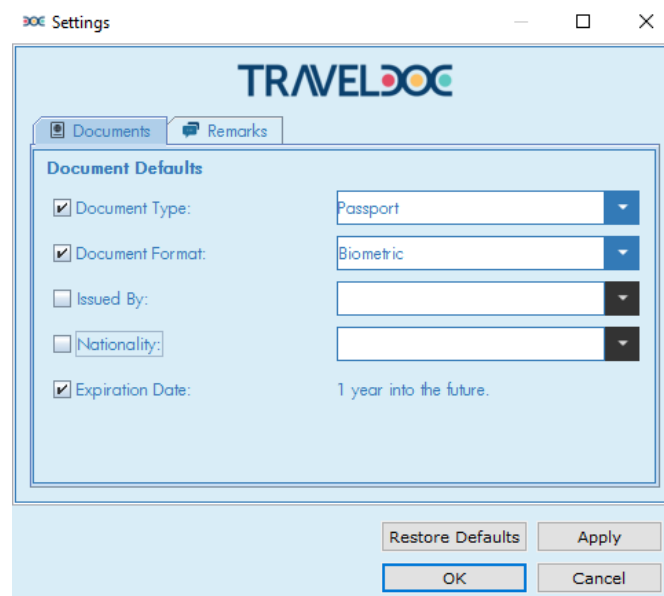 Settings
TRAVELDOC
Documents Remarks
Document Defaults
Document Type: Passport
Document Format: Biometric
Issued By:
Nationality:
Expiration Date: 1 year into the future.
Restore Defaults Apply
OK Cancel